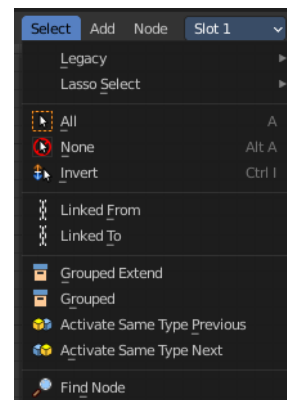 Select Add Node Slot 1
Legacy
Lasso Select
All A
None Alt A
Invert Ctrl I
Linked From
Linked To
Grouped Extend
Grouped
Activate Same Type Previous
Activate Same Type Next
Find Node